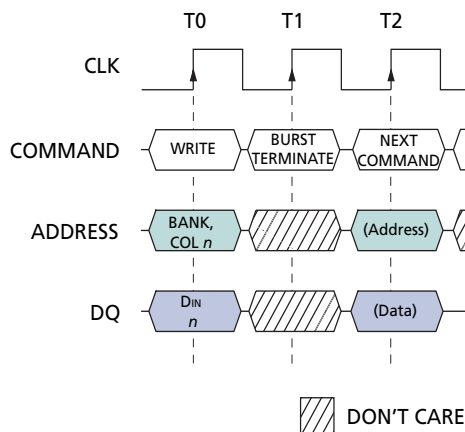 T0 T1 T2
CLK
COMMAND WRITE BURST TERMINATE NEXT COMMAND
ADDRESS BANK, COL n (Address)
DQ DIN n (Data)
DON'T CARE